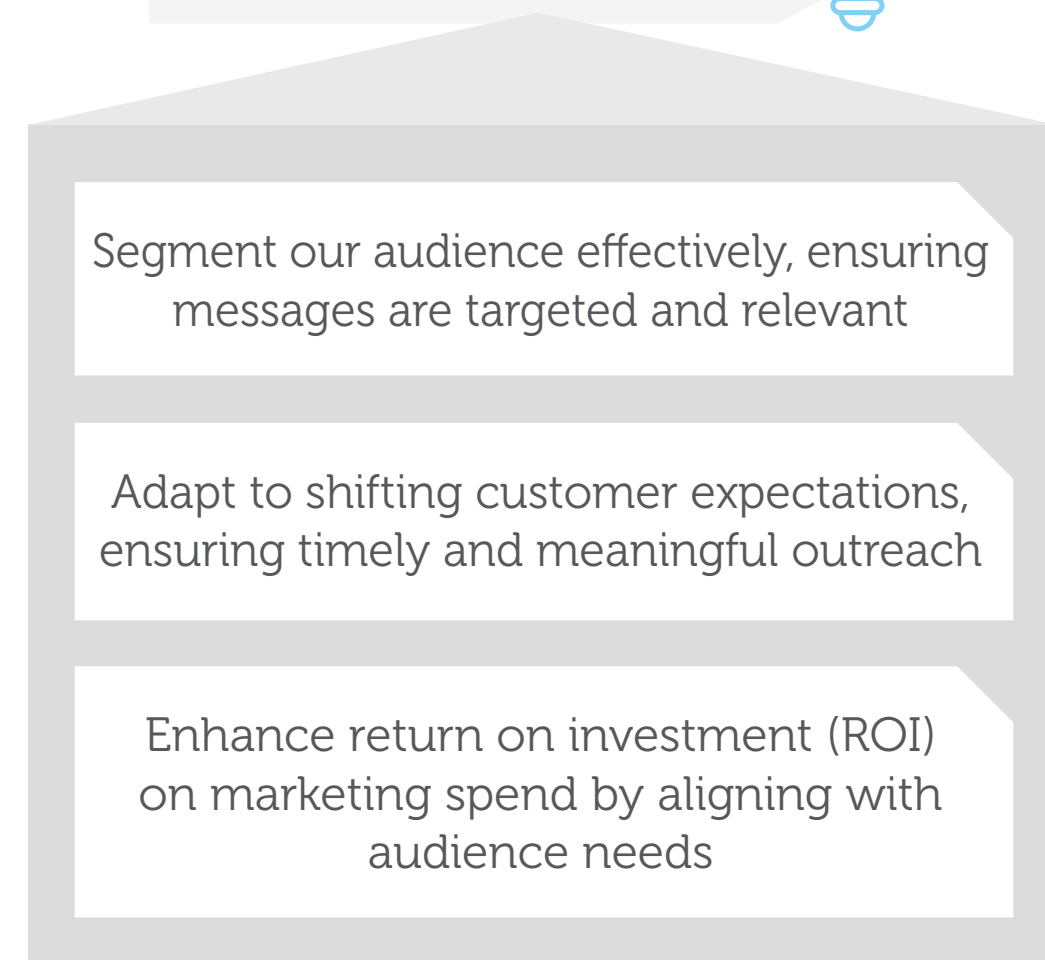 Segment our audience effectively, ensuring
messages are targeted and relevant
Adapt to shifting customer expectations,
ensuring timely and meaningful outreach
Enhance return on investment (ROI)
on marketing spend by aligning with
audience needs